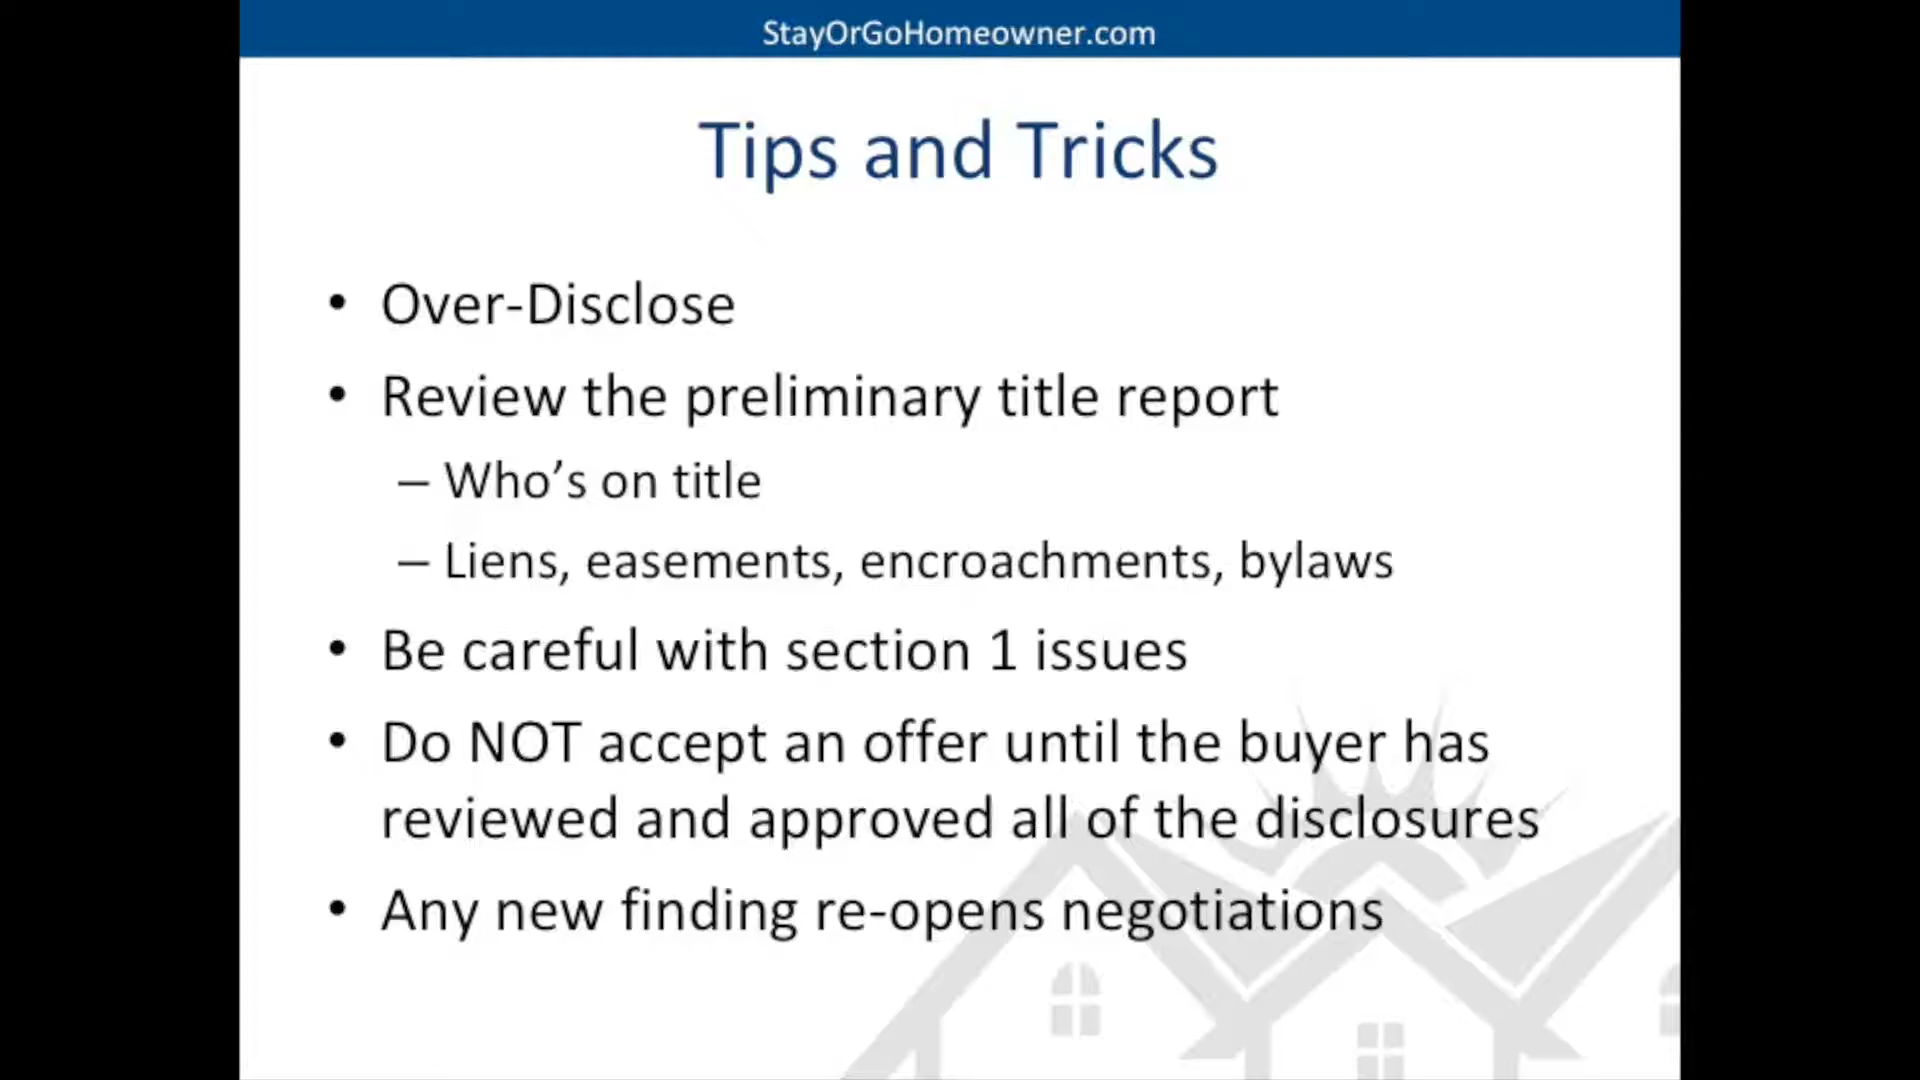 StayOrGoHomeowner.com
Tips and Tricks
• Over-Disclose
• Review the preliminary title report
– Who’s on title
– Liens, easements, encroachments, bylaws
• Be careful with section 1 issues
• Do NOT accept an offer until the buyer has
reviewed and approved all of the disclosures
• Any new finding re-opens negotiations